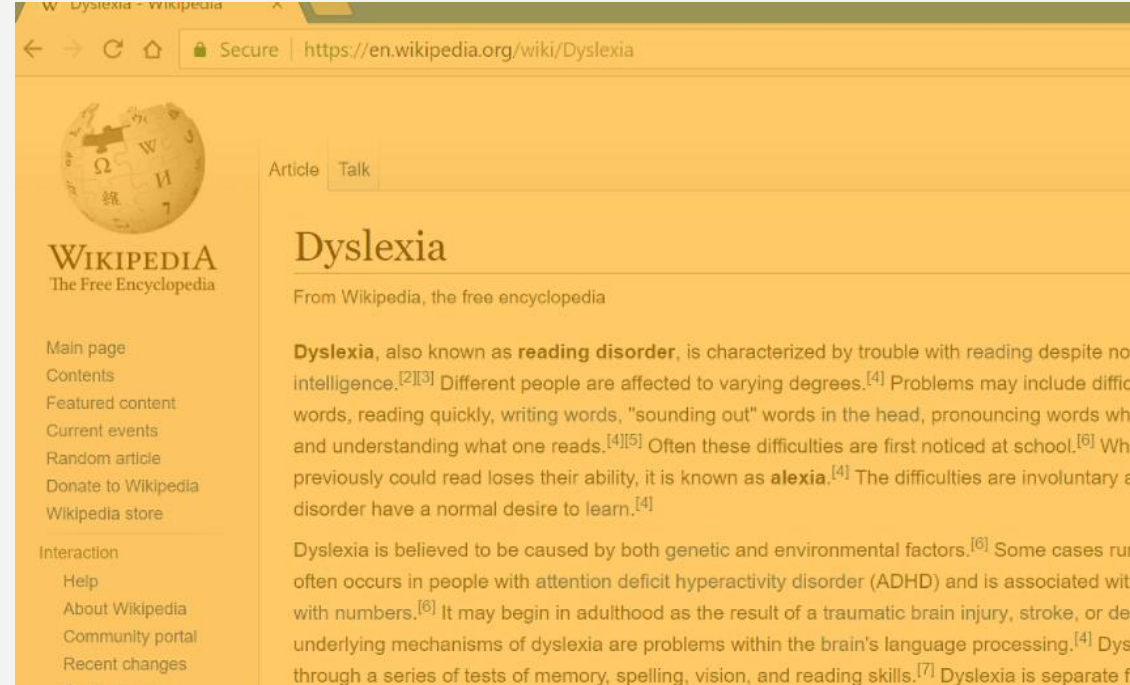 W Dyslexia - Wikipedia ×
Secure | https://en.wikipedia.org/wiki/Dyslexia
Ω W И 維 7
Article Talk
WIKIPEDIA
The Free Encyclopedia
Dyslexia
From Wikipedia, the free encyclopedia
Main page
Contents
Featured content
Current events
Random article
Donate to Wikipedia
Wikipedia store
Interaction
Help
About Wikipedia
Community portal
Recent changes
Dyslexia, also known as reading disorder, is characterized by trouble with reading despite no
intelligence.[2][3] Different people are affected to varying degrees.[4] Problems may include diffic
words, reading quickly, writing words, "sounding out" words in the head, pronouncing words wh
and understanding what one reads.[4][5] Often these difficulties are first noticed at school.[6] Wh
previously could read loses their ability, it is known as alexia.[4] The difficulties are involuntary a
disorder have a normal desire to learn.[4]
Dyslexia is believed to be caused by both genetic and environmental factors.[6] Some cases run
often occurs in people with attention deficit hyperactivity disorder (ADHD) and is associated wit
with numbers.[6] It may begin in adulthood as the result of a traumatic brain injury, stroke, or de
underlying mechanisms of dyslexia are problems within the brain's language processing.[4] Dys
through a series of tests of memory, spelling, vision, and reading skills.[7] Dyslexia is separate f